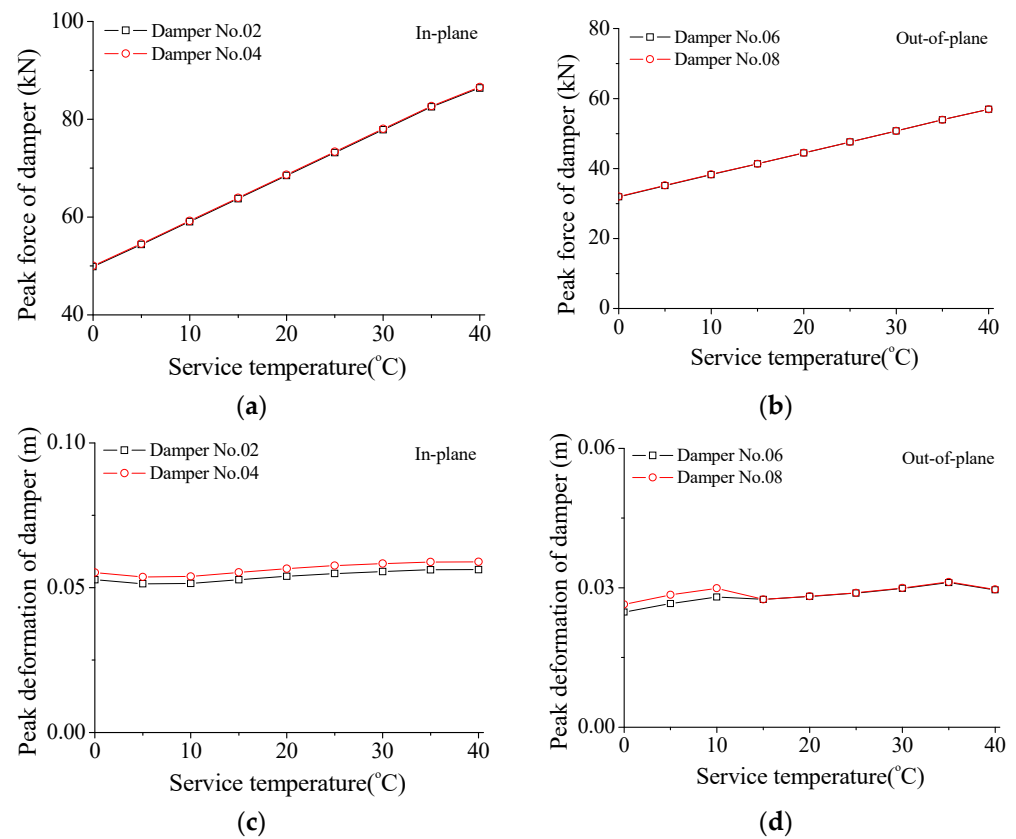 100
Damper No.02
Damper No.04
In-plane
80
60
40
Peak force of damper (kN)
0
10
20
30
40
Service temperature(°C)
(a)
80
Damper No.06
Damper No.08
Out-of-plane
60
40
20
0
Peak force of damper (kN)
0
10
20
30
40
Service temperature(°C)
(b)
0.10
Damper No.02
Damper No.04
In-plane
0.05
0.00
Peak deformation of damper (m)
0
10
20
30
40
Service temperature(°C)
(c)
0.06
Damper No.06
Damper No.08
Out-of-plane
0.03
0.00
Peak deformation of damper (m)
0
10
20
30
40
Service temperature(°C)
(d)